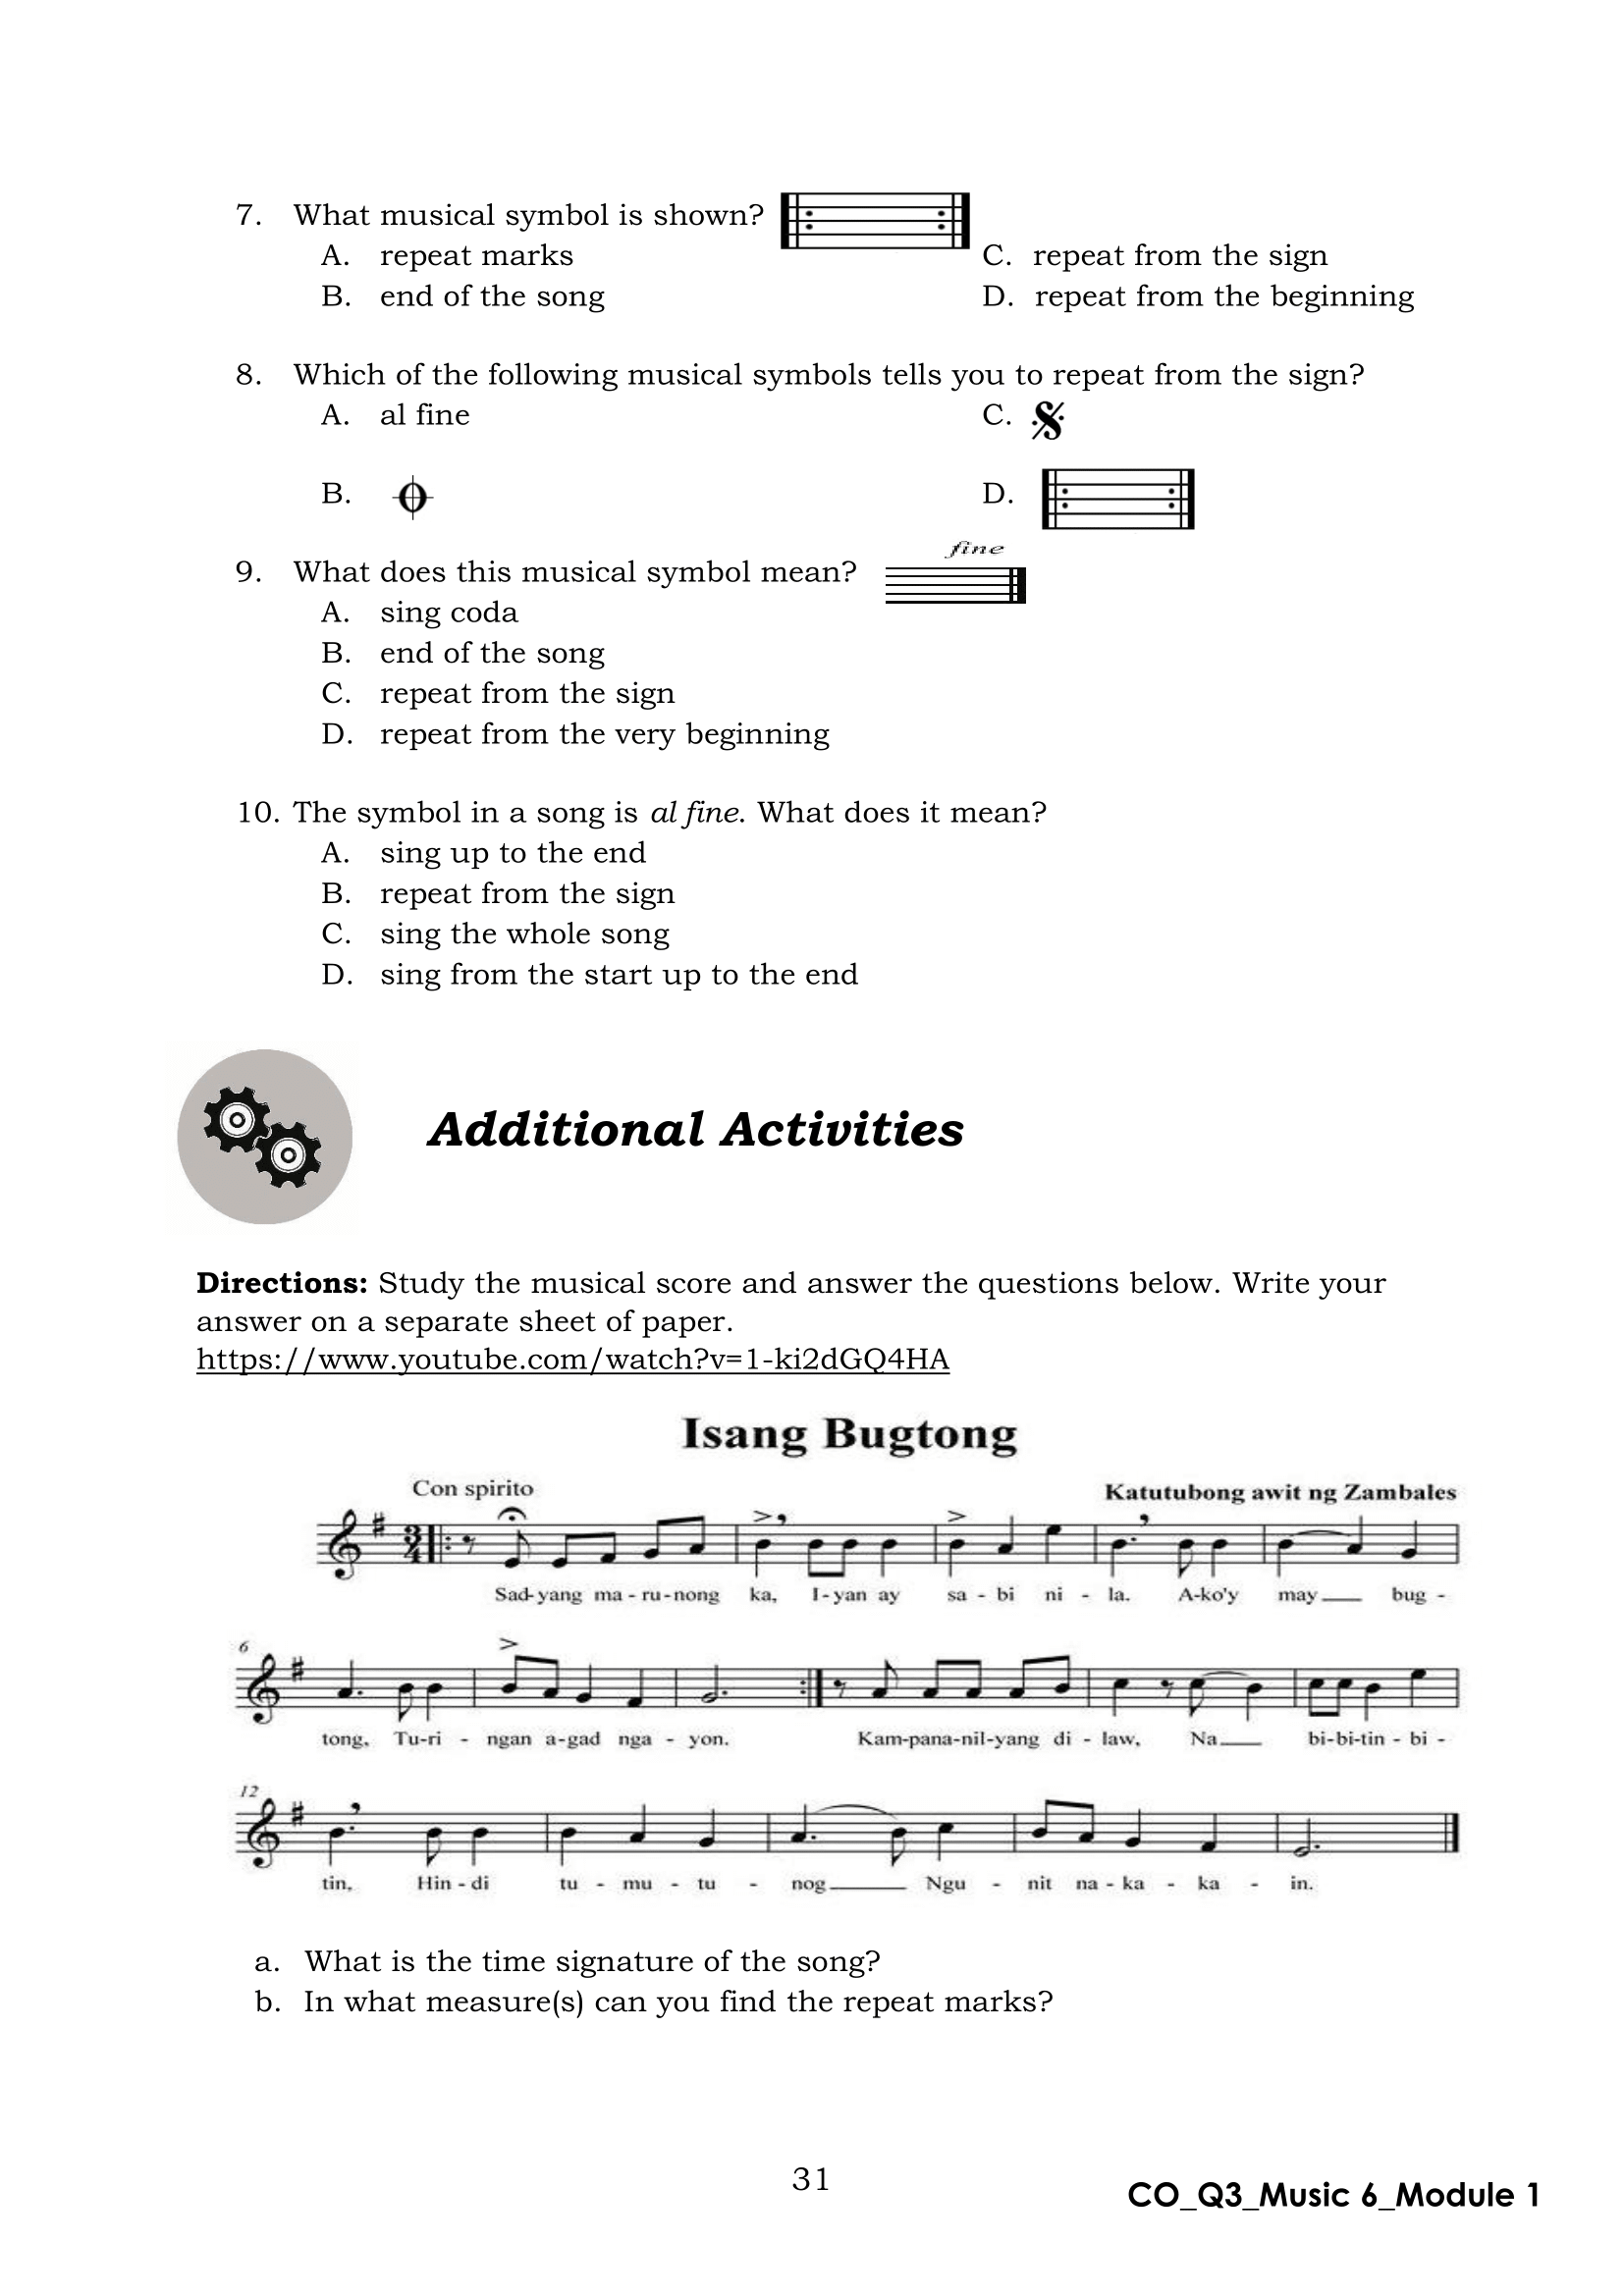 7. What musical symbol is shown?
A. repeat marks C. repeat from the sign
B. end of the song D. repeat from the beginning
8. Which of the following musical symbols tells you to repeat from the sign?
A. al fine C.
B. D.
fine
9. What does this musical symbol mean?
A. sing coda
B. end of the song
C. repeat from the sign
D. repeat from the very beginning
10. The symbol in a song is al fine. What does it mean?
A. sing up to the end
B. repeat from the sign
C. sing the whole song
D. sing from the start up to the end
Additional Activities
Directions: Study the musical score and answer the questions below. Write your
answer on a separate sheet of paper.
https://www.youtube.com/watch?v=1-ki2dGQ4HA
Isang Bugtong
Con spirito Katutubong awit ng Zambales
3
4
Sad-yang ma - ru-nong ka, I - yan ay sa - bi ni - la. A-ko'y may bug -
6
tong, Tu-ri - ngan a-gad nga - yon. Kam-pana-nil-yang di - law, Na bi-bi-tin - bi -
12
tin, Hin - di tu - mu - tu - nog Ngu - nit na - ka - ka - in.
a. What is the time signature of the song?
b. In what measure(s) can you find the repeat marks?
31
CO_Q3_Music 6_Module 1